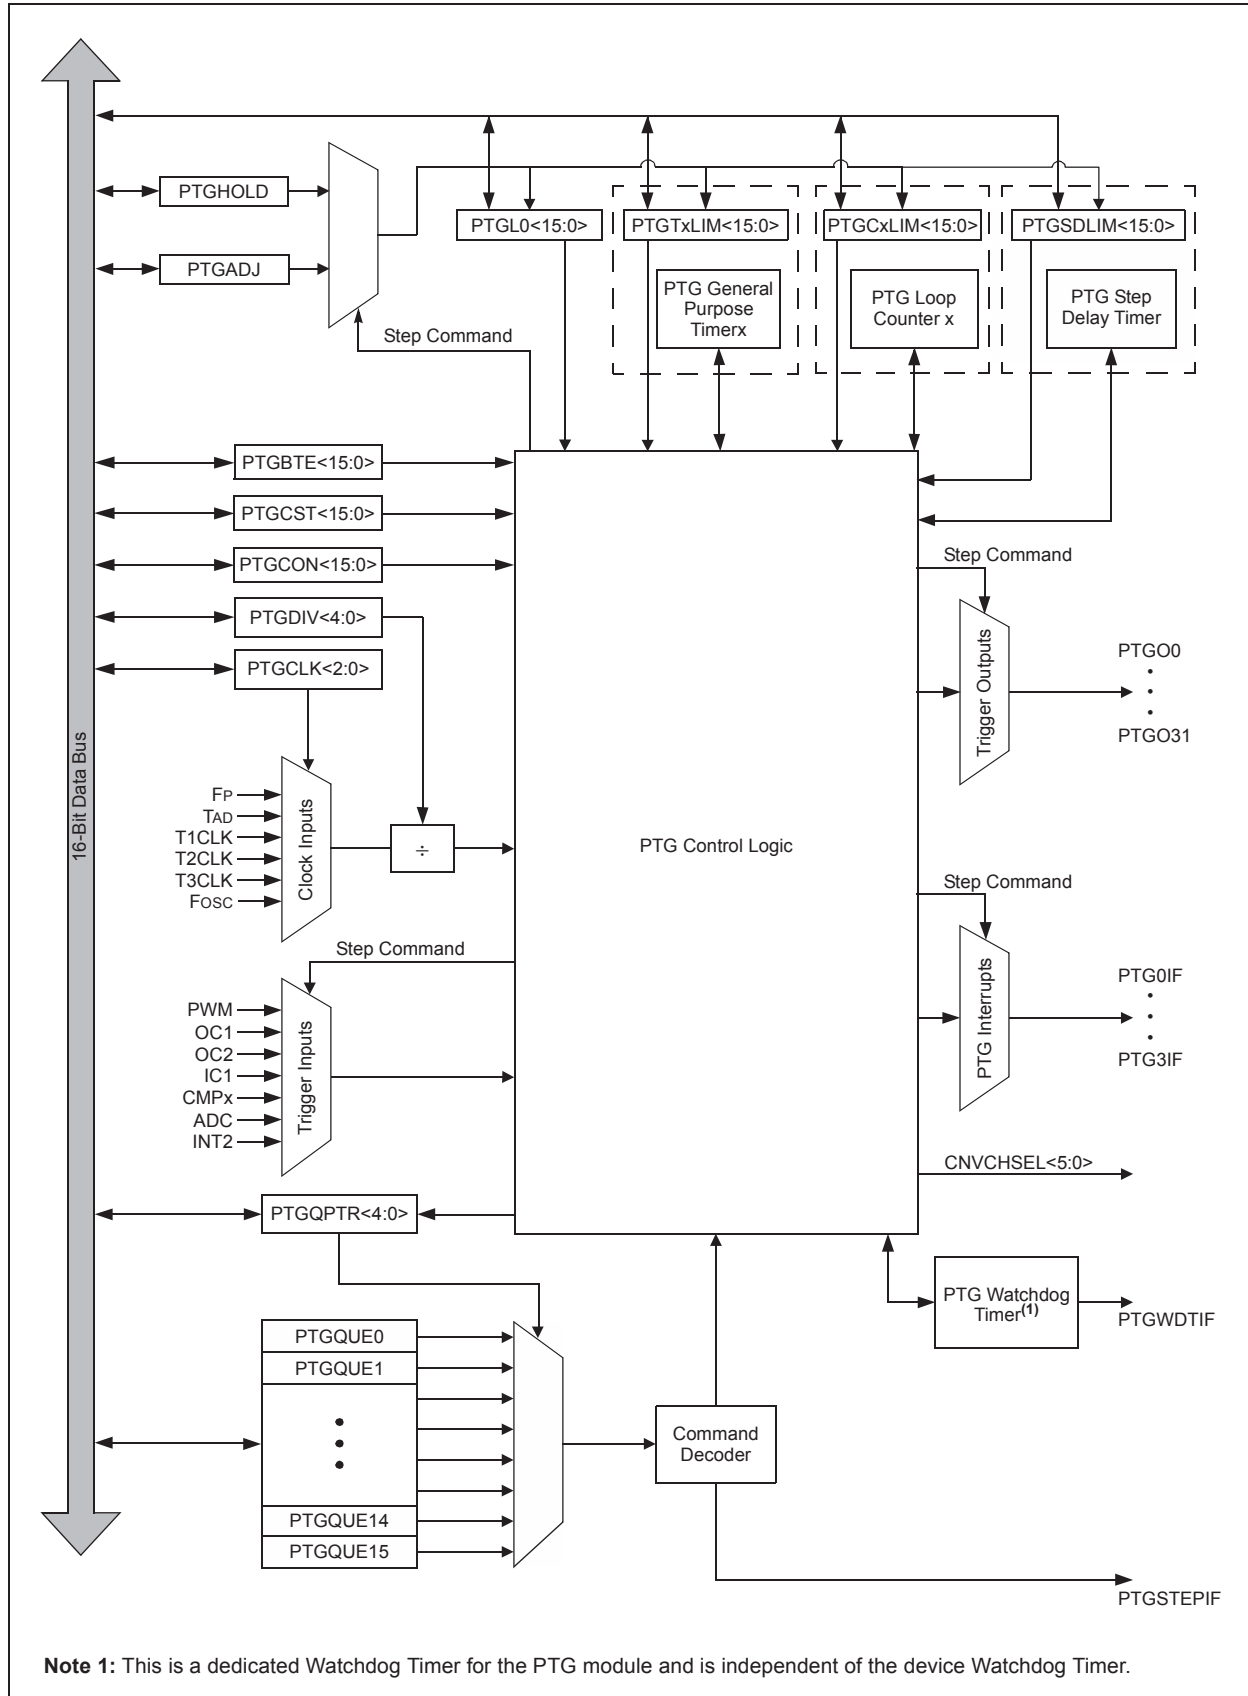 PTGHOLD
PTGADJ
PTGL0<15:0>
PTGTxLIM<15:0>
PTGCxLIM<15:0>
PTGSDLIM<15:0>
PTG General
Purpose
Timerx
PTG Loop
Counter x
PTG Step
Delay Timer
Step Command
PTGBTE<15:0>
PTGCST<15:0>
PTGCON<15:0>
PTGDIV<4:0>
PTGCLK<2:0>
16-Bit Data Bus
FP
TAD
T1CLK
T2CLK
T3CLK
FOSC
Clock Inputs
÷
PTG Control Logic
Step Command
Trigger Outputs
PTGO0
•
•
•
PTGO31
Step Command
PWM
OC1
OC2
IC1
CMPx
ADC
INT2
Trigger Inputs
Step Command
PTG Interrupts
PTG0IF
•
•
•
PTG3IF
CNVCHSEL<5:0>
PTGQPTR<4:0>
PTG Watchdog
Timer(1)
PTGWDTIF
PTGQUE0
PTGQUE1
•
•
•
PTGQUE14
PTGQUE15
Command
Decoder
PTGSTEPIF
Note 1: This is a dedicated Watchdog Timer for the PTG module and is independent of the device Watchdog Timer.